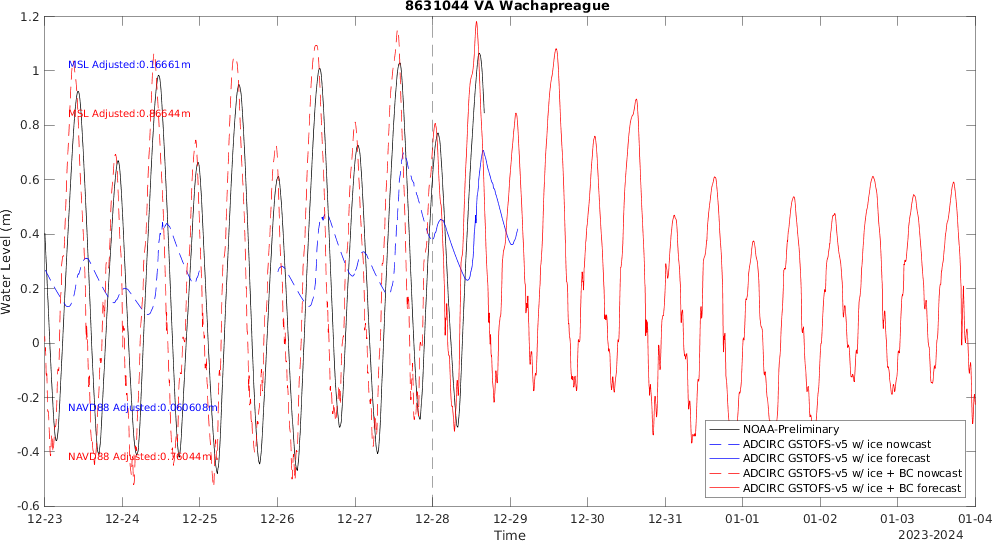 8631044 VA Wachapreague
Water Level (m)
1.2
1
0.8
0.6
0.4
0.2
0
-0.2
-0.4
-0.6
MSL Adjusted:0.16661m
MSL Adjusted:0.86644m
NAVD88 Adjusted:0.060608m
NAVD88 Adjusted:0.76044m
NOAA-Preliminary
ADCIRC GSTOFS-v5 w/ ice nowcast
ADCIRC GSTOFS-v5 w/ ice forecast
ADCIRC GSTOFS-v5 w/ ice + BC nowcast
ADCIRC GSTOFS-v5 w/ ice + BC forecast
12-23 12-24 12-25 12-26 12-27 12-28 12-29 12-30 12-31 01-01 01-02 01-03 01-04
Time
2023-2024